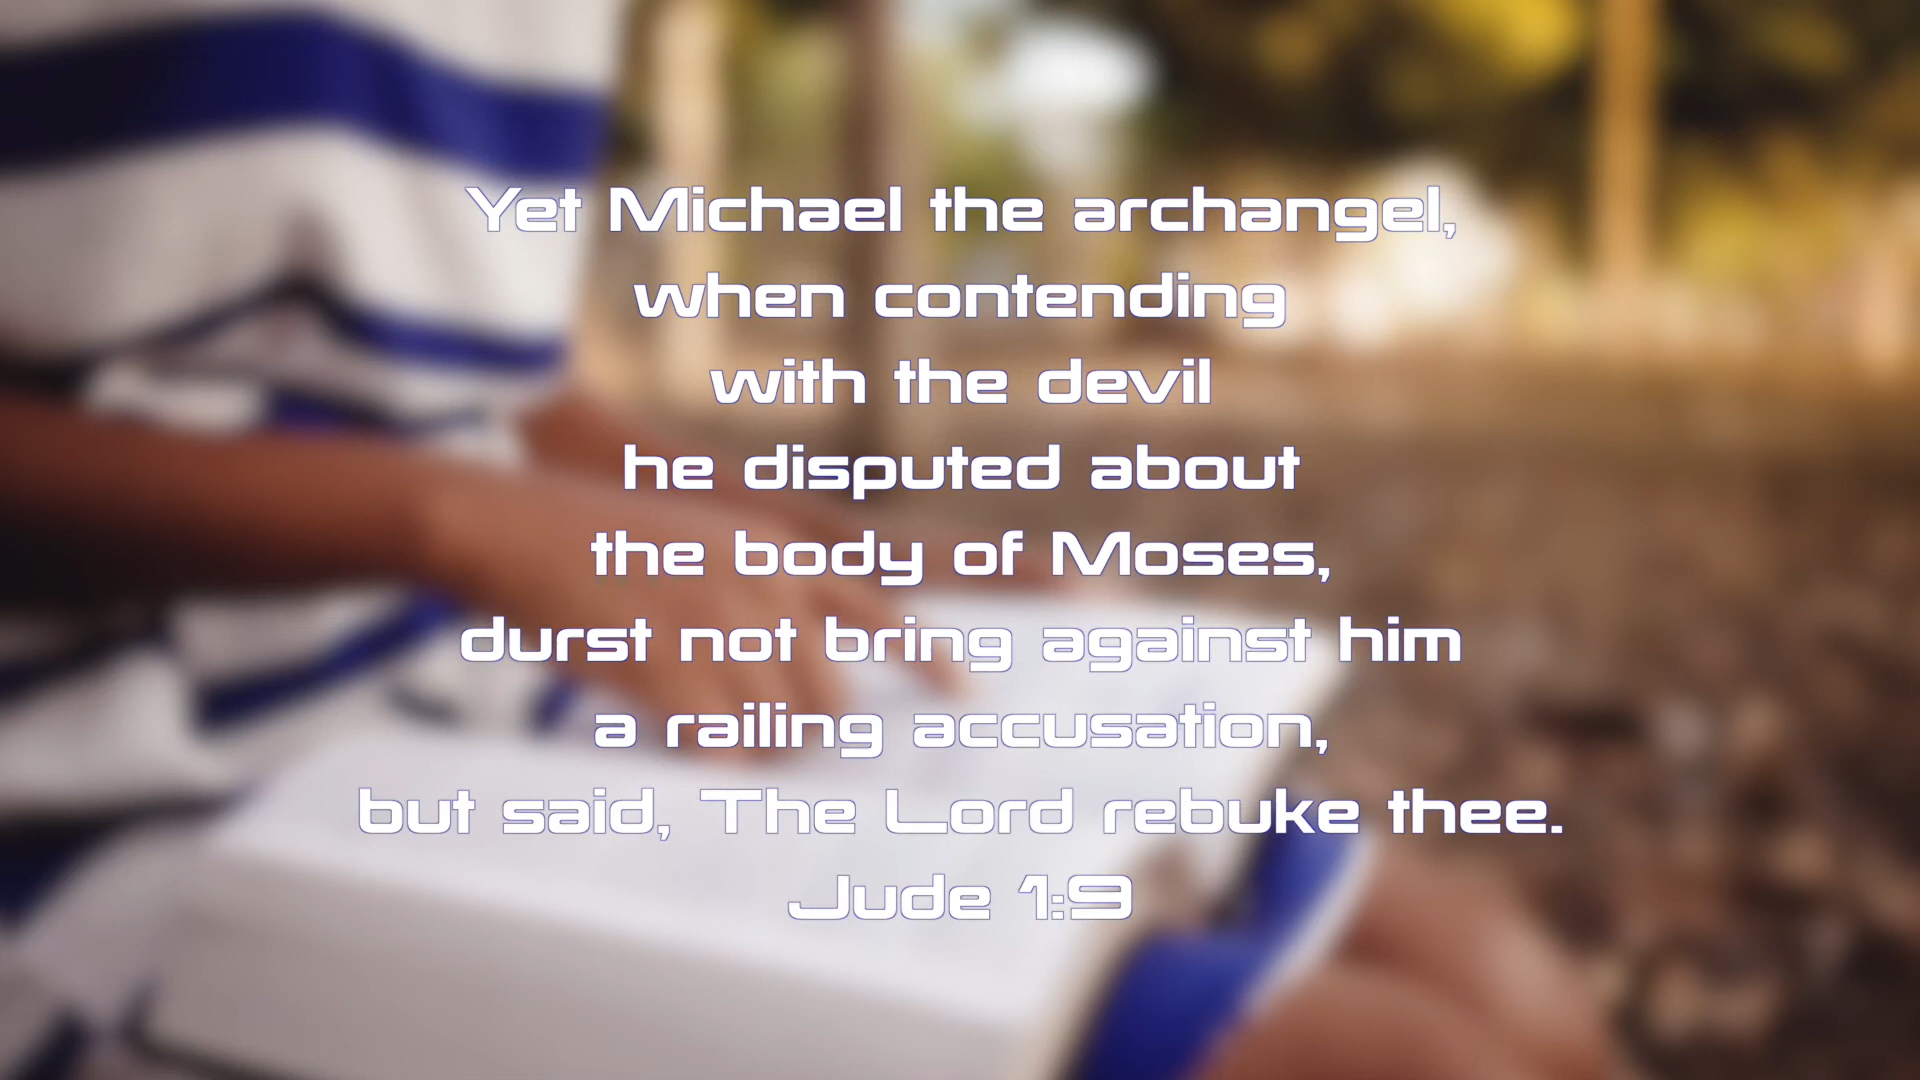 Yet Michael the archangel,
when contending
with the devil
he disputed about
the body of Moses,
durst not bring against him
a railing accusation,
but said, The Lord rebuke thee.
Jude 1:9